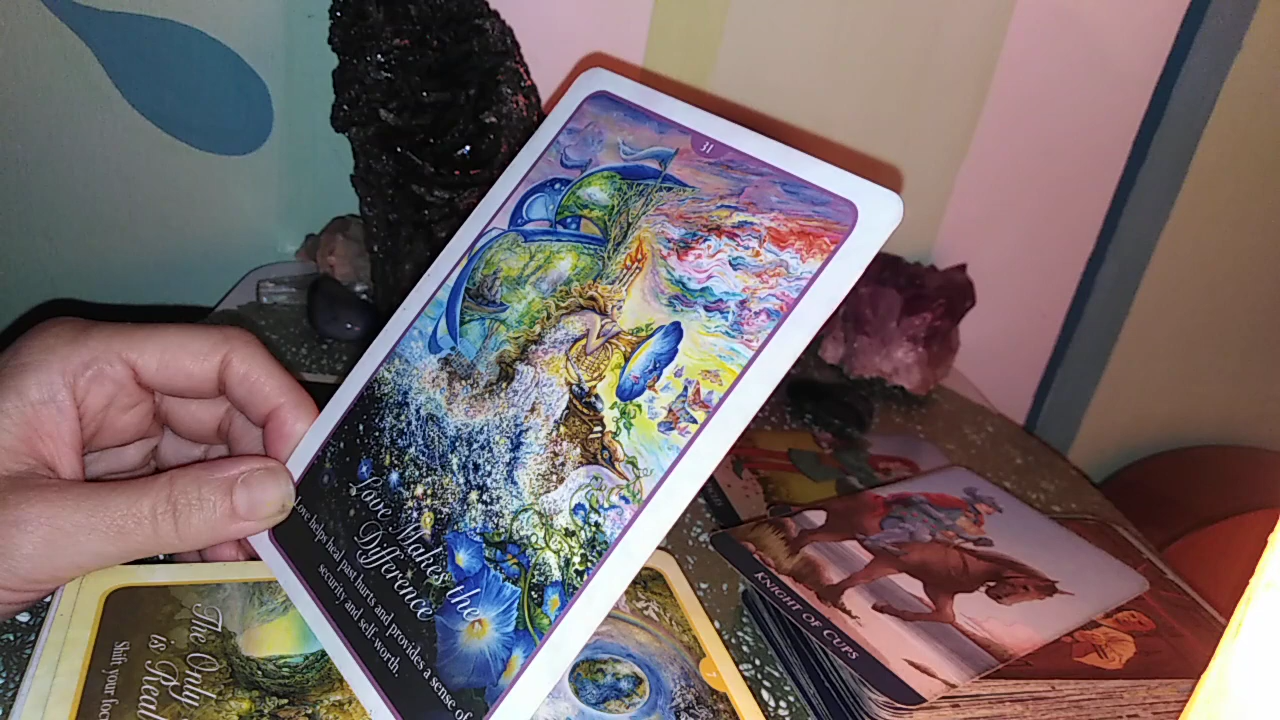 31
Love Makes the
Difference
Love helps heal past hurts and provides a sense of
security and self-worth.
KNIGHT OF CUPS
The Only
is Real
Shift your
7